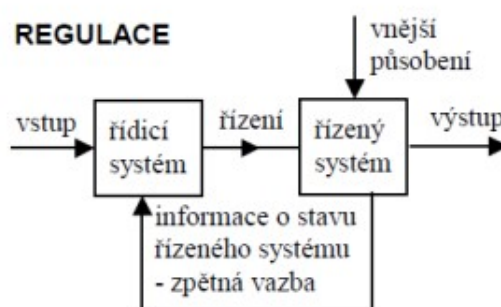 REGULACE
vnější
působení
vstup
řídicí
systém
řízení
řízený
systém
výstup
informace o stavu
řízeného systému
- zpětná vazba